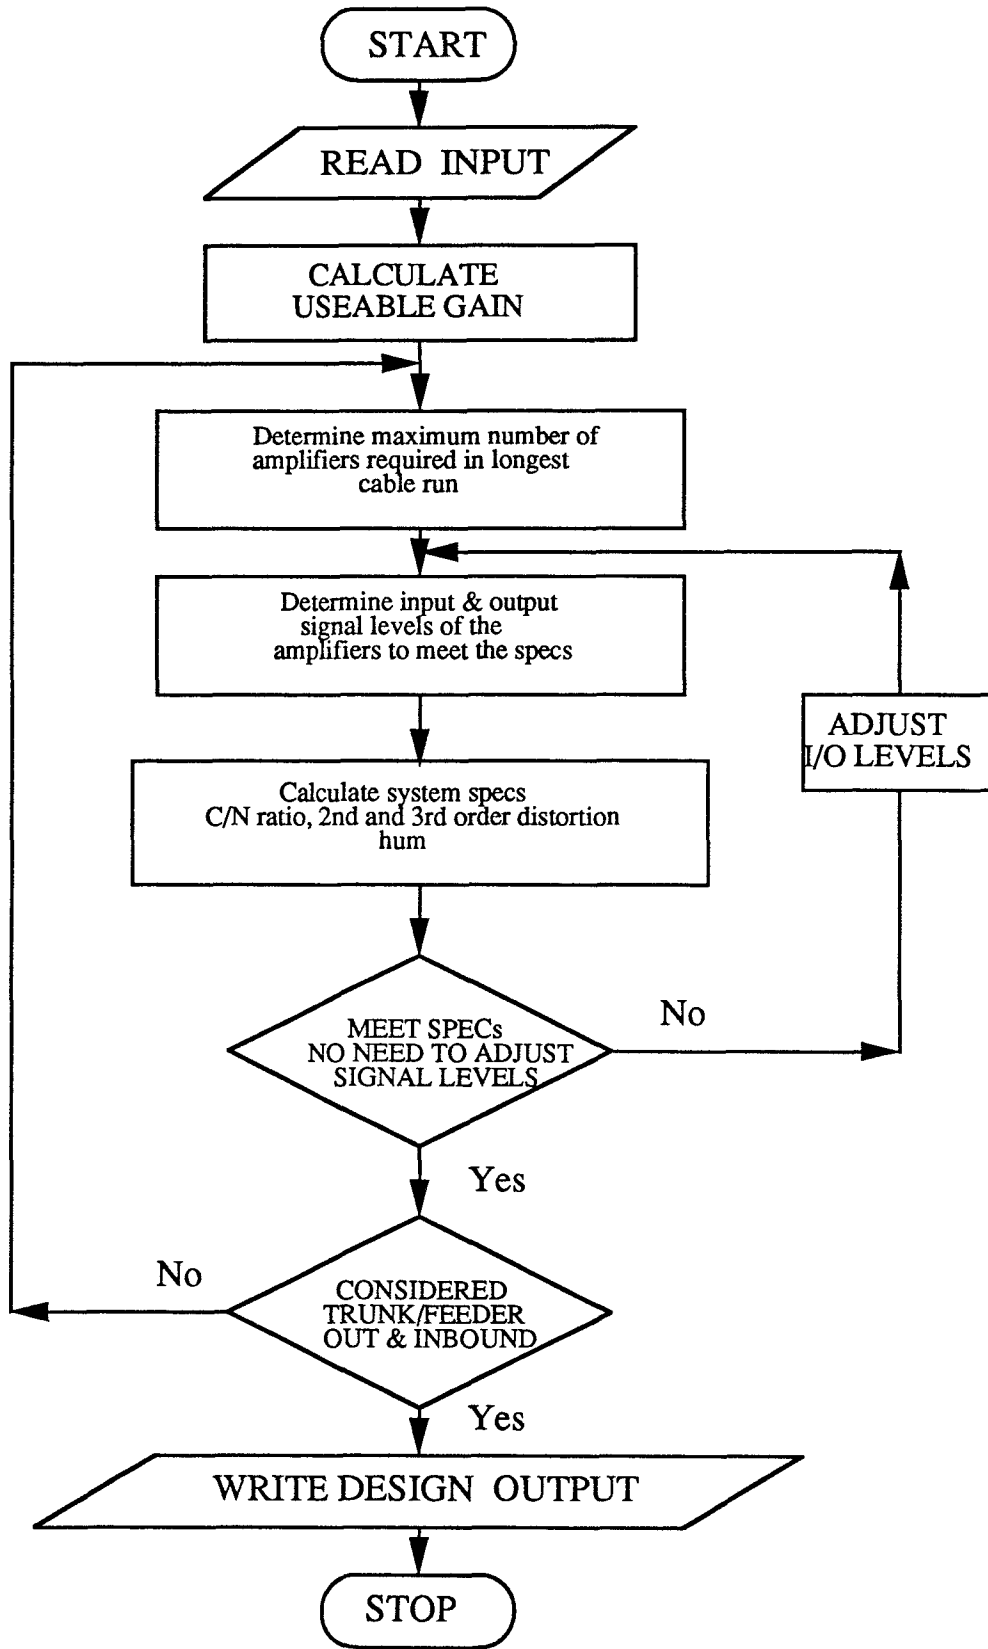 START
READ INPUT
CALCULATE
USEABLE GAIN
Determine maximum number of
amplifiers required in longest
cable run
Determine input & output
signal levels of the
amplifiers to meet the specs
ADJUST
I/O LEVELS
Calculate system specs
C/N ratio, 2nd and 3rd order distortion
hum
MEET SPECs
NO NEED TO ADJUST
SIGNAL LEVELS
No
Yes
CONSIDERED
TRUNK/FEEDER
OUT & INBOUND
No
Yes
WRITE DESIGN OUTPUT
STOP